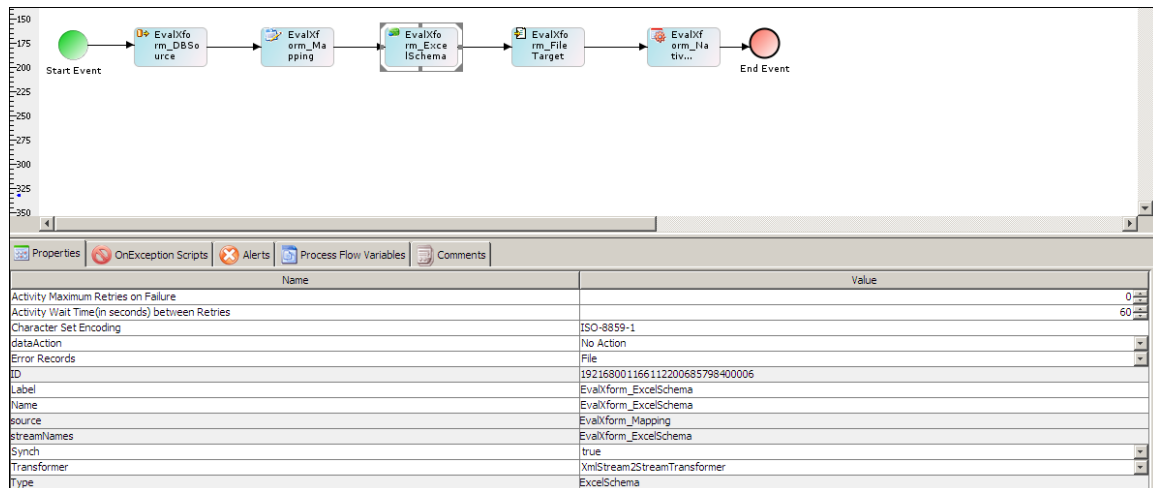 150
175
200
225
250
275
300
325
350
Start Event
EvalXfo
rm_DBSo
urce
EvalXf
orm_Ma
pping
EvalXfo
rm_Exce
lSchema
EvalXfo
rm_File
Target
EvalXf
orm_Na
tiv...
End Event
Properties OnException Scripts Alerts Process Flow Variables Comments
Name Value
Activity Maximum Retries on Failure 0
Activity Wait Time(in seconds) between Retries 60
Character Set Encoding ISO-8859-1
dataAction No Action
Error Records File
ID 192168001166112200685798400006
Label EvalXform_ExcelSchema
Name EvalXform_ExcelSchema
source EvalXform_Mapping
streamNames EvalXform_ExcelSchema
Synch true
Transformer XmlStream2StreamTransformer
Type ExcelSchema